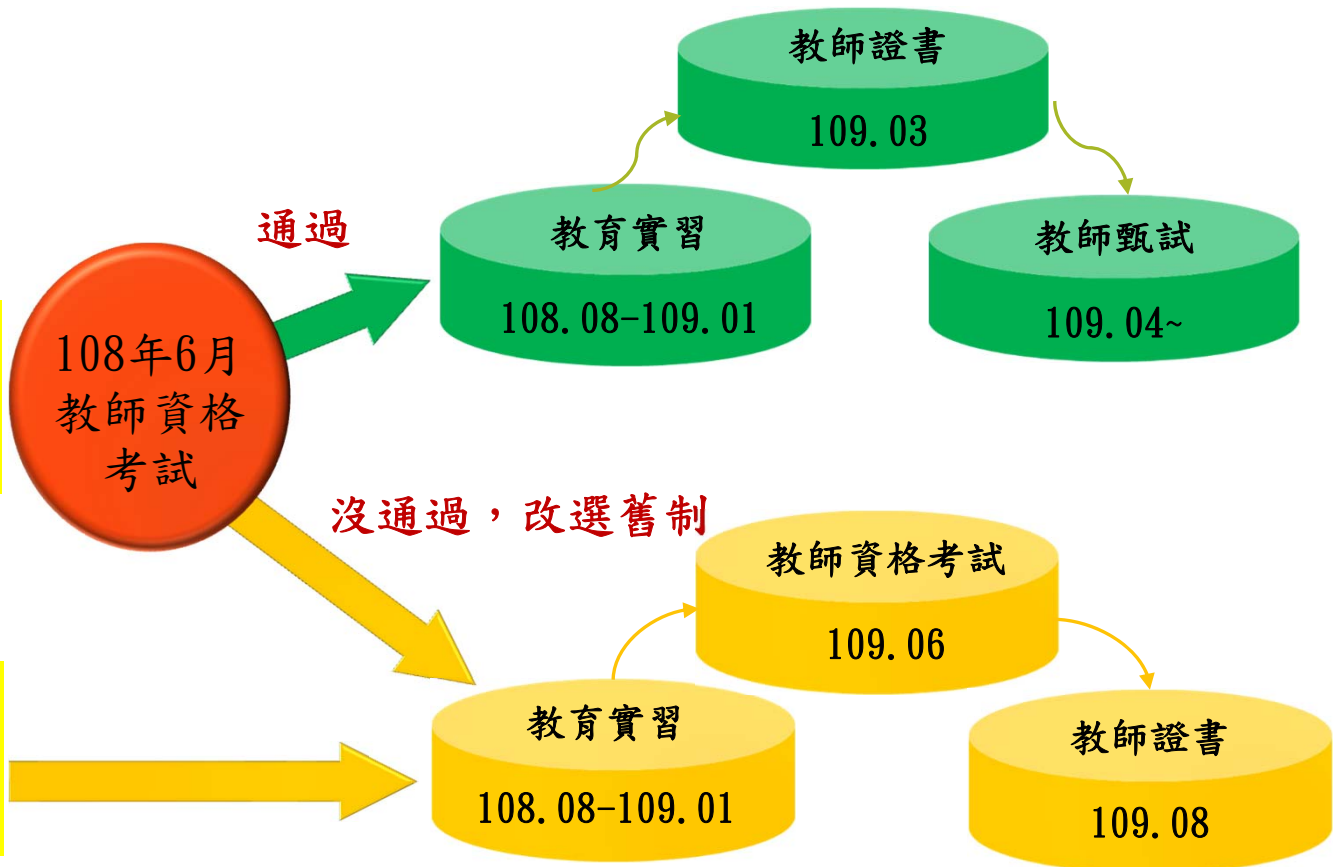 教師證書
109.03
通過
教育實習
108.08-109.01
教師甄試
109.04~
108年6月
教師資格
考試
沒通過，改選舊制
教師資格考試
109.06
教育實習
108.08-109.01
教師證書
109.08